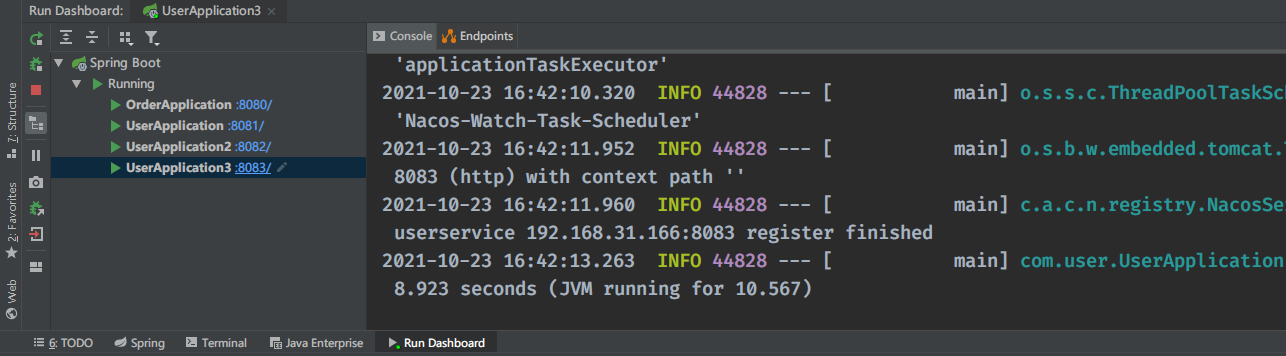 Run Dashboard:
UserApplication3
Console
Endpoints
Spring Boot
Running
OrderApplication :8080/
UserApplication :8081/
UserApplication2 :8082/
UserApplication3 :8083/
'applicationTaskExecutor'
2021-10-23 16:42:10.320 INFO 44828 --- [ main] o.s.s.c.ThreadPoolTaskSch
'Nacos-Watch-Task-Scheduler'
2021-10-23 16:42:11.952 INFO 44828 --- [ main] o.s.b.w.embedded.tomcat.
8083 (http) with context path ''
2021-10-23 16:42:11.960 INFO 44828 --- [ main] c.a.c.n.registry.NacosSe
userservice 192.168.31.166:8083 register finished
2021-10-23 16:42:13.263 INFO 44828 --- [ main] com.user.UserApplication
8.923 seconds (JVM running for 10.567)
7: Structure
2: Favorites
Web
6: TODO
Spring
Terminal
Java Enterprise
Run Dashboard